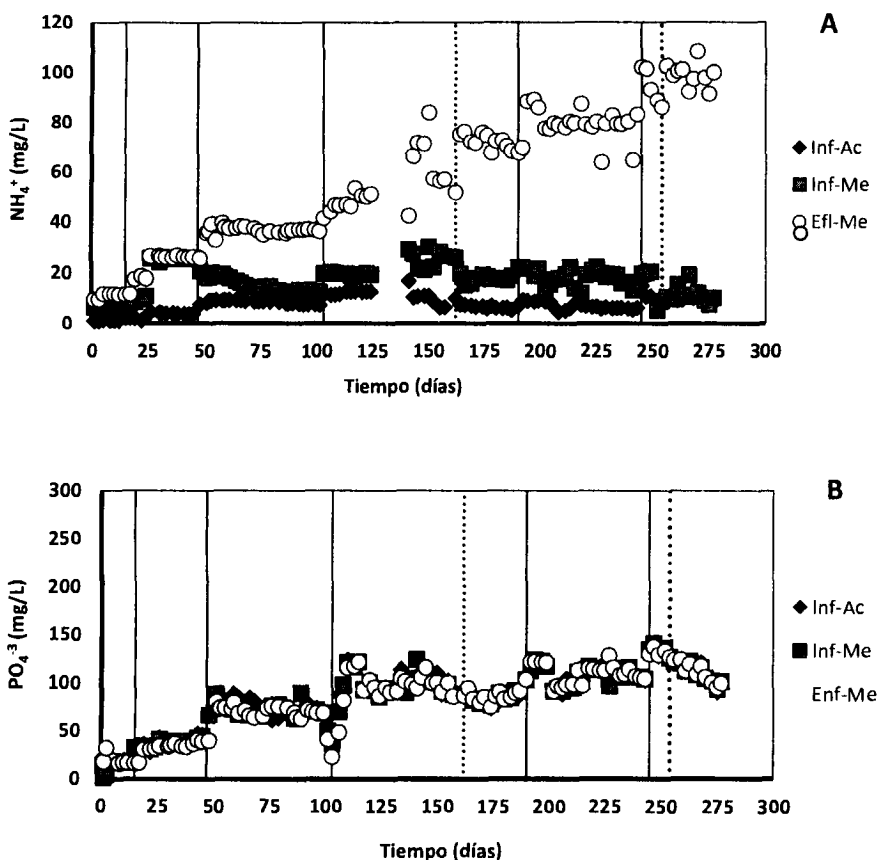 A
120
100
80
60
40
20
0
NH₄⁺ (mg/L)
0 25 50 75 100 125 150 175 200 225 250 275 300
Tiempo (días)
Inf-Ac
Inf-Me
Efl-Me
B
300
250
200
150
100
50
0
PO₄⁻³ (mg/L)
0 25 50 75 100 125 150 175 200 225 250 275 300
Tiempo (días)
Inf-Ac
Inf-Me
Enf-Me